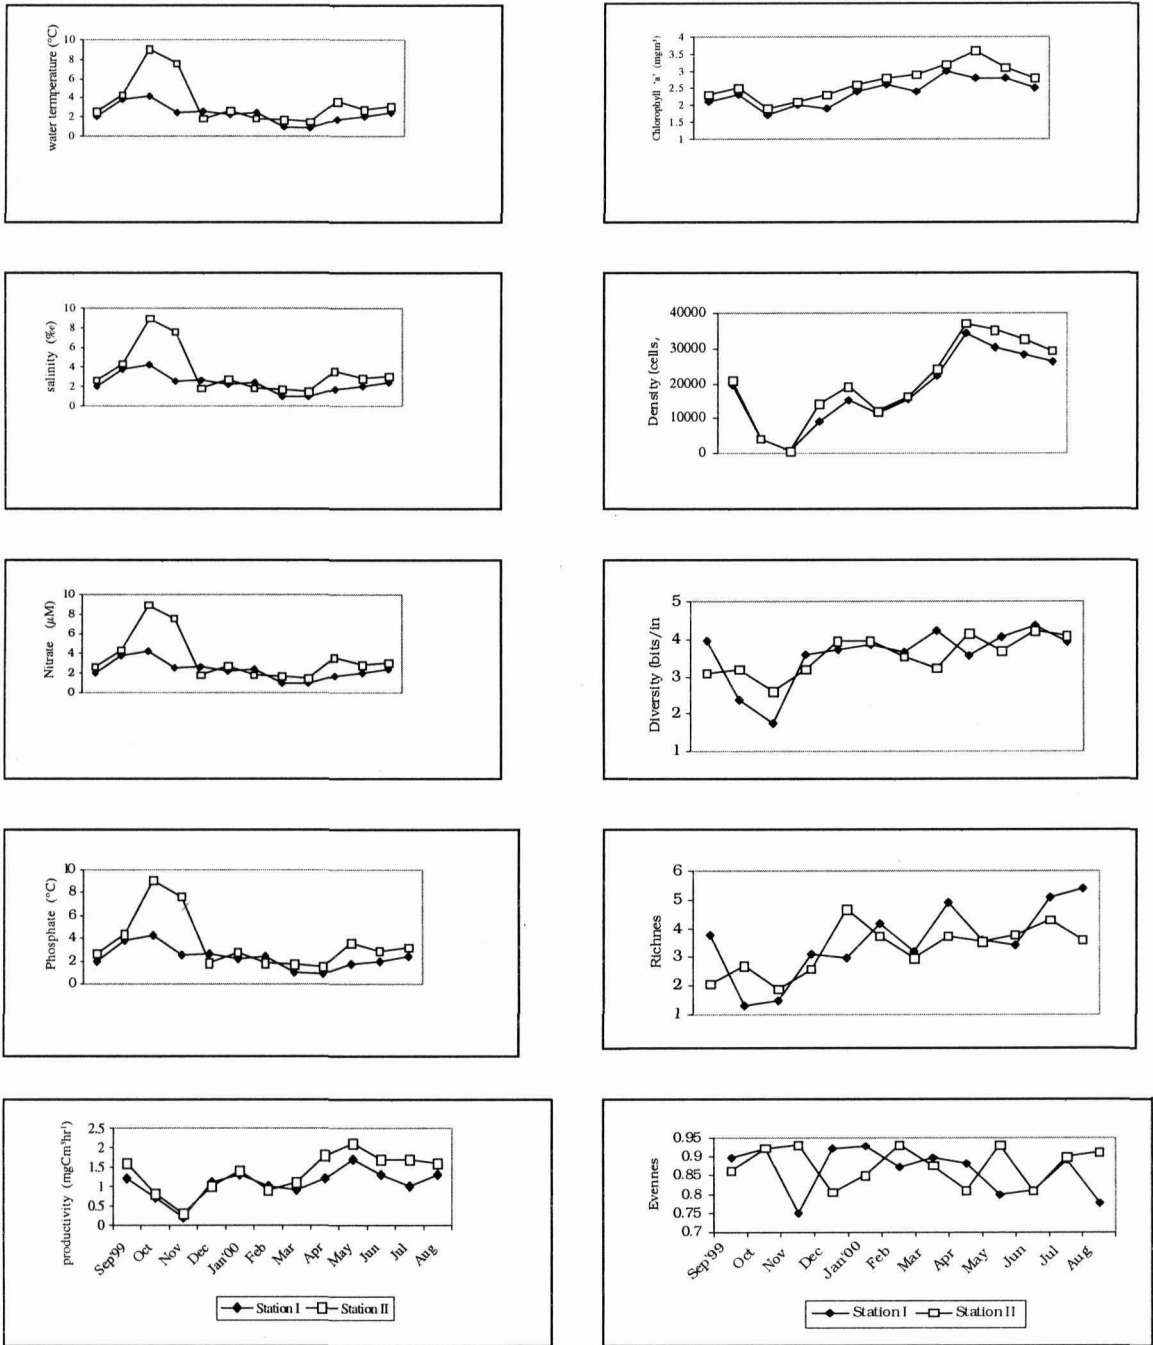 water termperature (°C)
10
8
6
4
2
0
salinity (‰)
10
8
6
4
2
0
Nitrate (µM)
10
8
6
4
2
0
Phosphate (°C)
10
8
6
4
2
0
productivity (mgCm³hr¹)
2.5
2
1.5
1
0.5
0
Sep'99
Oct
Nov
Dec
Jan'00
Feb
Mar
Apr
May
Jun
Jul
Aug
Station I
Station II
Chlorophyll 'a' (mgm³)
4
3.5
3
2.5
2
1.5
1
Density (cells,
40000
30000
20000
10000
0
Diversity (bits/in
5
4
3
2
1
Richnes
6
5
4
3
2
1
Evennes
0.95
0.9
0.85
0.8
0.75
0.7
Sep'99
Oct
Nov
Dec
Jan'00
Feb
Mar
Apr
May
Jun
Jul
Aug
Station I
Station II